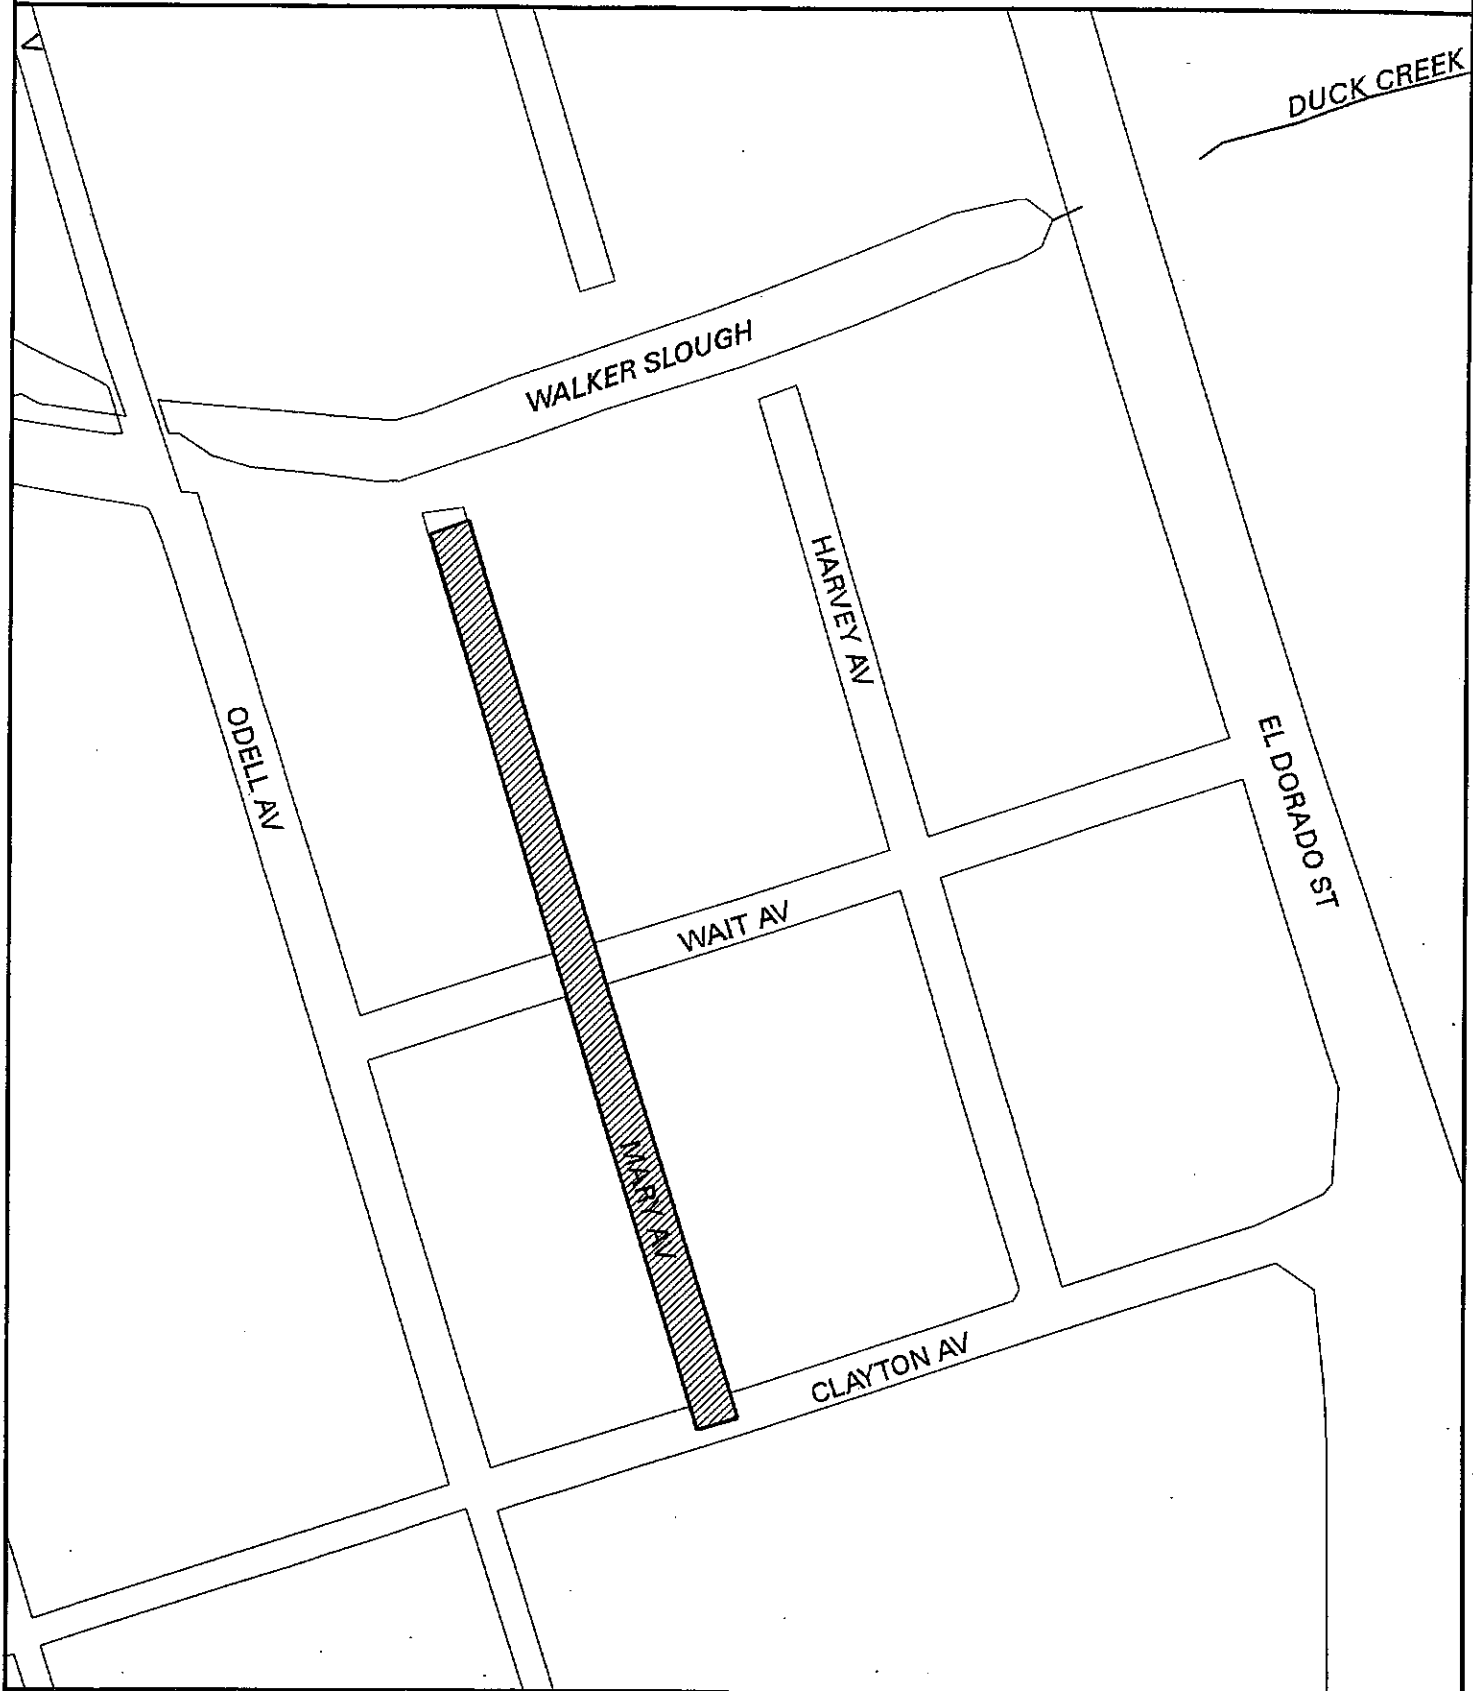 DUCK CREEK
WALKER SLOUGH
HARVEY AV
ODELL AV
EL DORADO ST
WAIT AV
MARY AV
CLAYTON AV